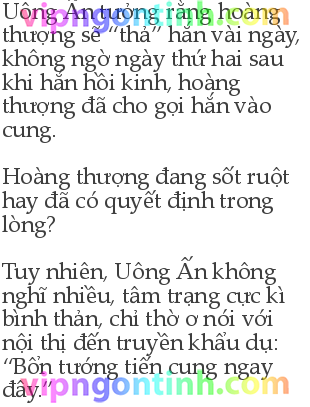 Uông Ấn tưởng rằng hoàng
thượng sẽ “thả” hắn vài ngày,
không ngờ ngày thứ hai sau
khi hắn hồi kinh, hoàng
thượng đã cho gọi hắn vào
cung.
Hoàng thượng đang sốt ruột
hay đã có quyết định trong
lòng?
Tuy nhiên, Uông Ấn không
nghĩ nhiều, tâm trạng cực kì
bình thản, chỉ thờ ơ nói với
nội thị đến truyền khẩu dụ:
“Bổn tướng tiến cung ngay
đây.”
vipngontinh.com
vipngontinh.com